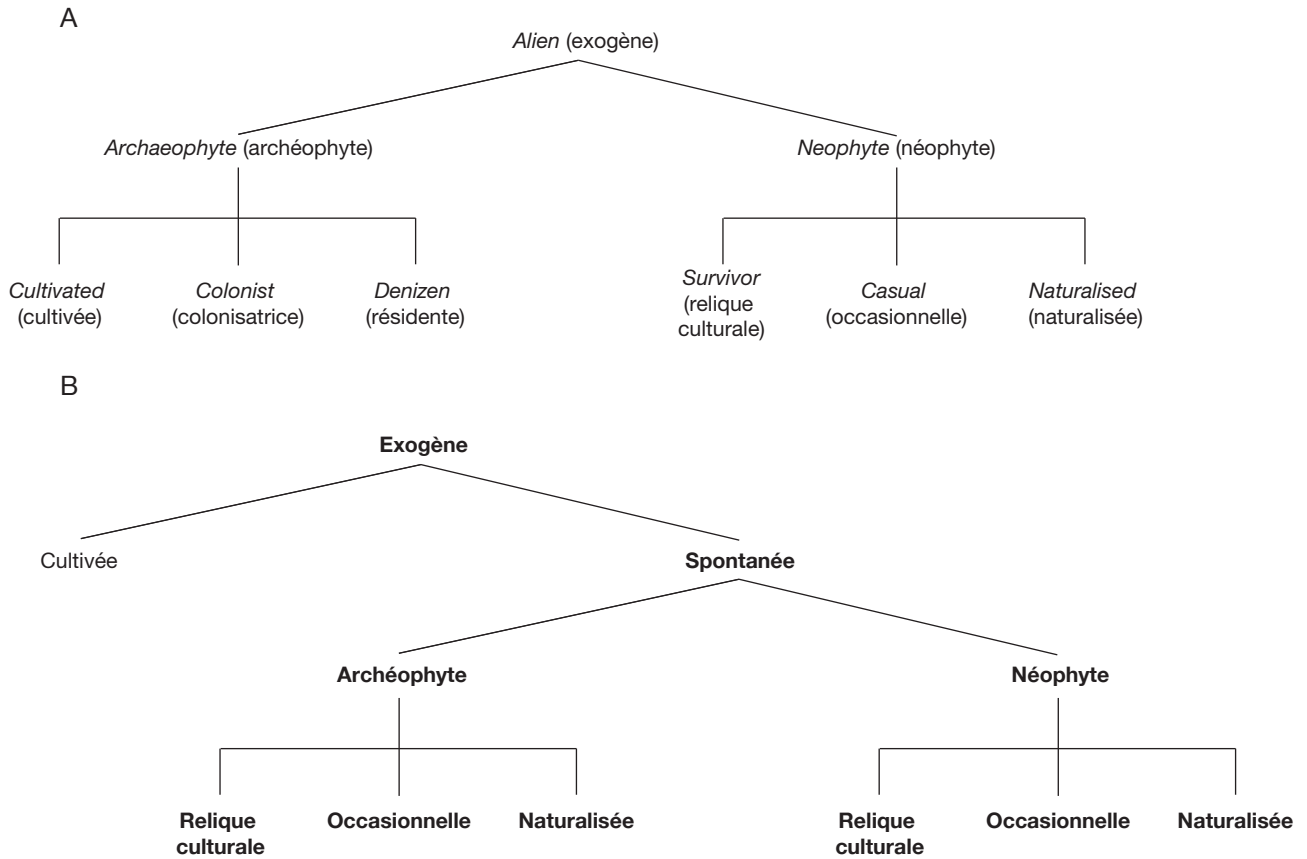 A
Alien (exogène)
Archaeophyte (archéophyte)
Neophyte (néophyte)
Cultivated
(cultivée)
Colonist
(colonisatrice)
Denizen
(résidente)
Survivor
(relique
culturale)
Casual
(occasionnelle)
Naturalised
(naturalisée)
B
Exogène
Cultivée
Spontanée
Archéophyte
Néophyte
Relique
culturale
Occasionnelle
Naturalisée
Relique
culturale
Occasionnelle
Naturalisée